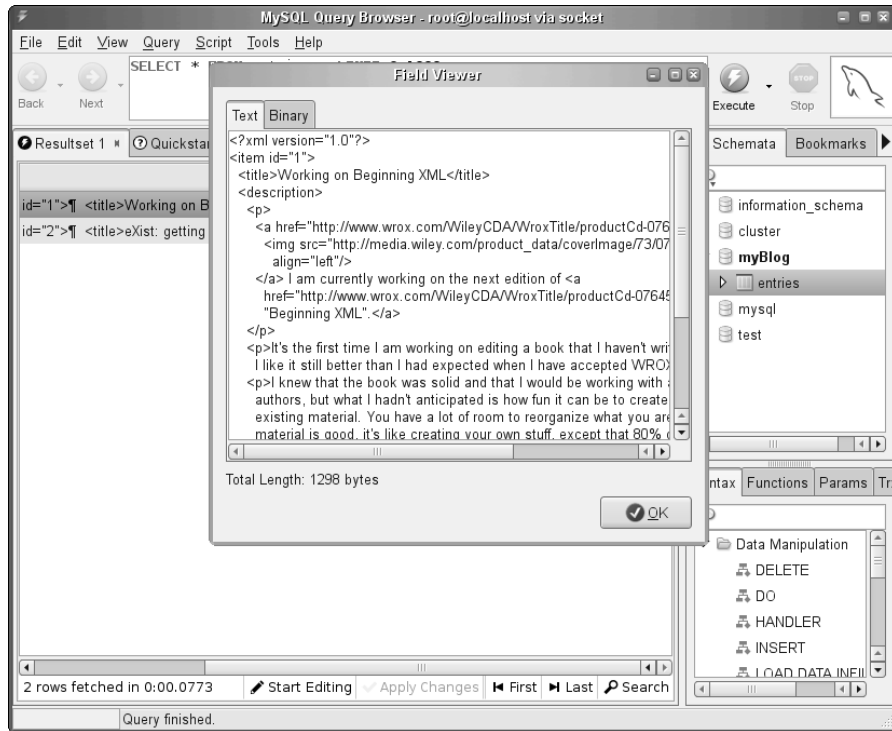 MySQL Query Browser - root@localhost via socket
File Edit View Query Script Tools Help
SELECT *
Back
Next
Execute
Stop
STOP
Field Viewer
Text
Binary
<?xml version="1.0"?>
<item id="1">
<title>Working on Beginning XML</title>
<description>
<p>
<a href="http://www.wrox.com/WileyCDA/WroxTitle/productCd-076
<img src="http://media.wiley.com/product_data/coverImage/73/07
align="left"/>
</a> I am currently working on the next edition of <a
href="http://www.wrox.com/WileyCDA/WroxTitle/productCd-07645
"Beginning XML".</a>
</p>
<p>It's the first time I am working on editing a book that I haven't wri
I like it still better than I had expected when I have accepted WRO
<p>I knew that the book was solid and that I would be working with
authors, but what I hadn't anticipated is how fun it can be to create
existing material. You have a lot of room to reorganize what you are
material is good, it's like creating your own stuff, except that 80%
Total Length: 1298 bytes
OK
Resultset 1
Quickstar
id="1">¶ <title>Working on B
id="2">¶ <title>eXist: getting
Schemata
Bookmarks
information_schema
cluster
myBlog
entries
mysql
test
ntax
Functions
Params
Tr
Data Manipulation
DELETE
DO
HANDLER
INSERT
LOAD DATA INFIL
2 rows fetched in 0:00.0773
Start Editing
Apply Changes
First
Last
Search
Query finished.